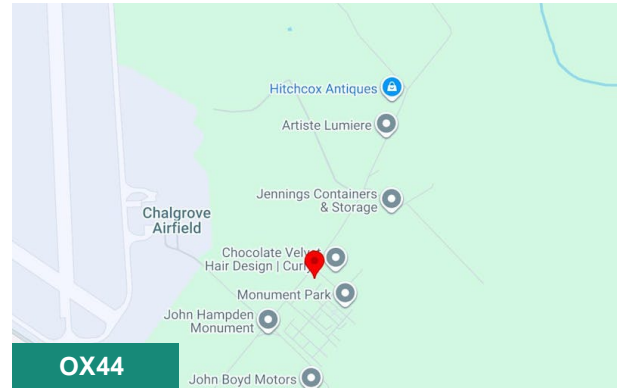 Hitchcox Antiques
Artiste Lumiere
Jennings Containers
& Storage
Chalgrove
Airfield
Chocolate Velvet
Hair Design | Curl
Monument Park
John Hampden
Monument
OX44
John Boyd Motors